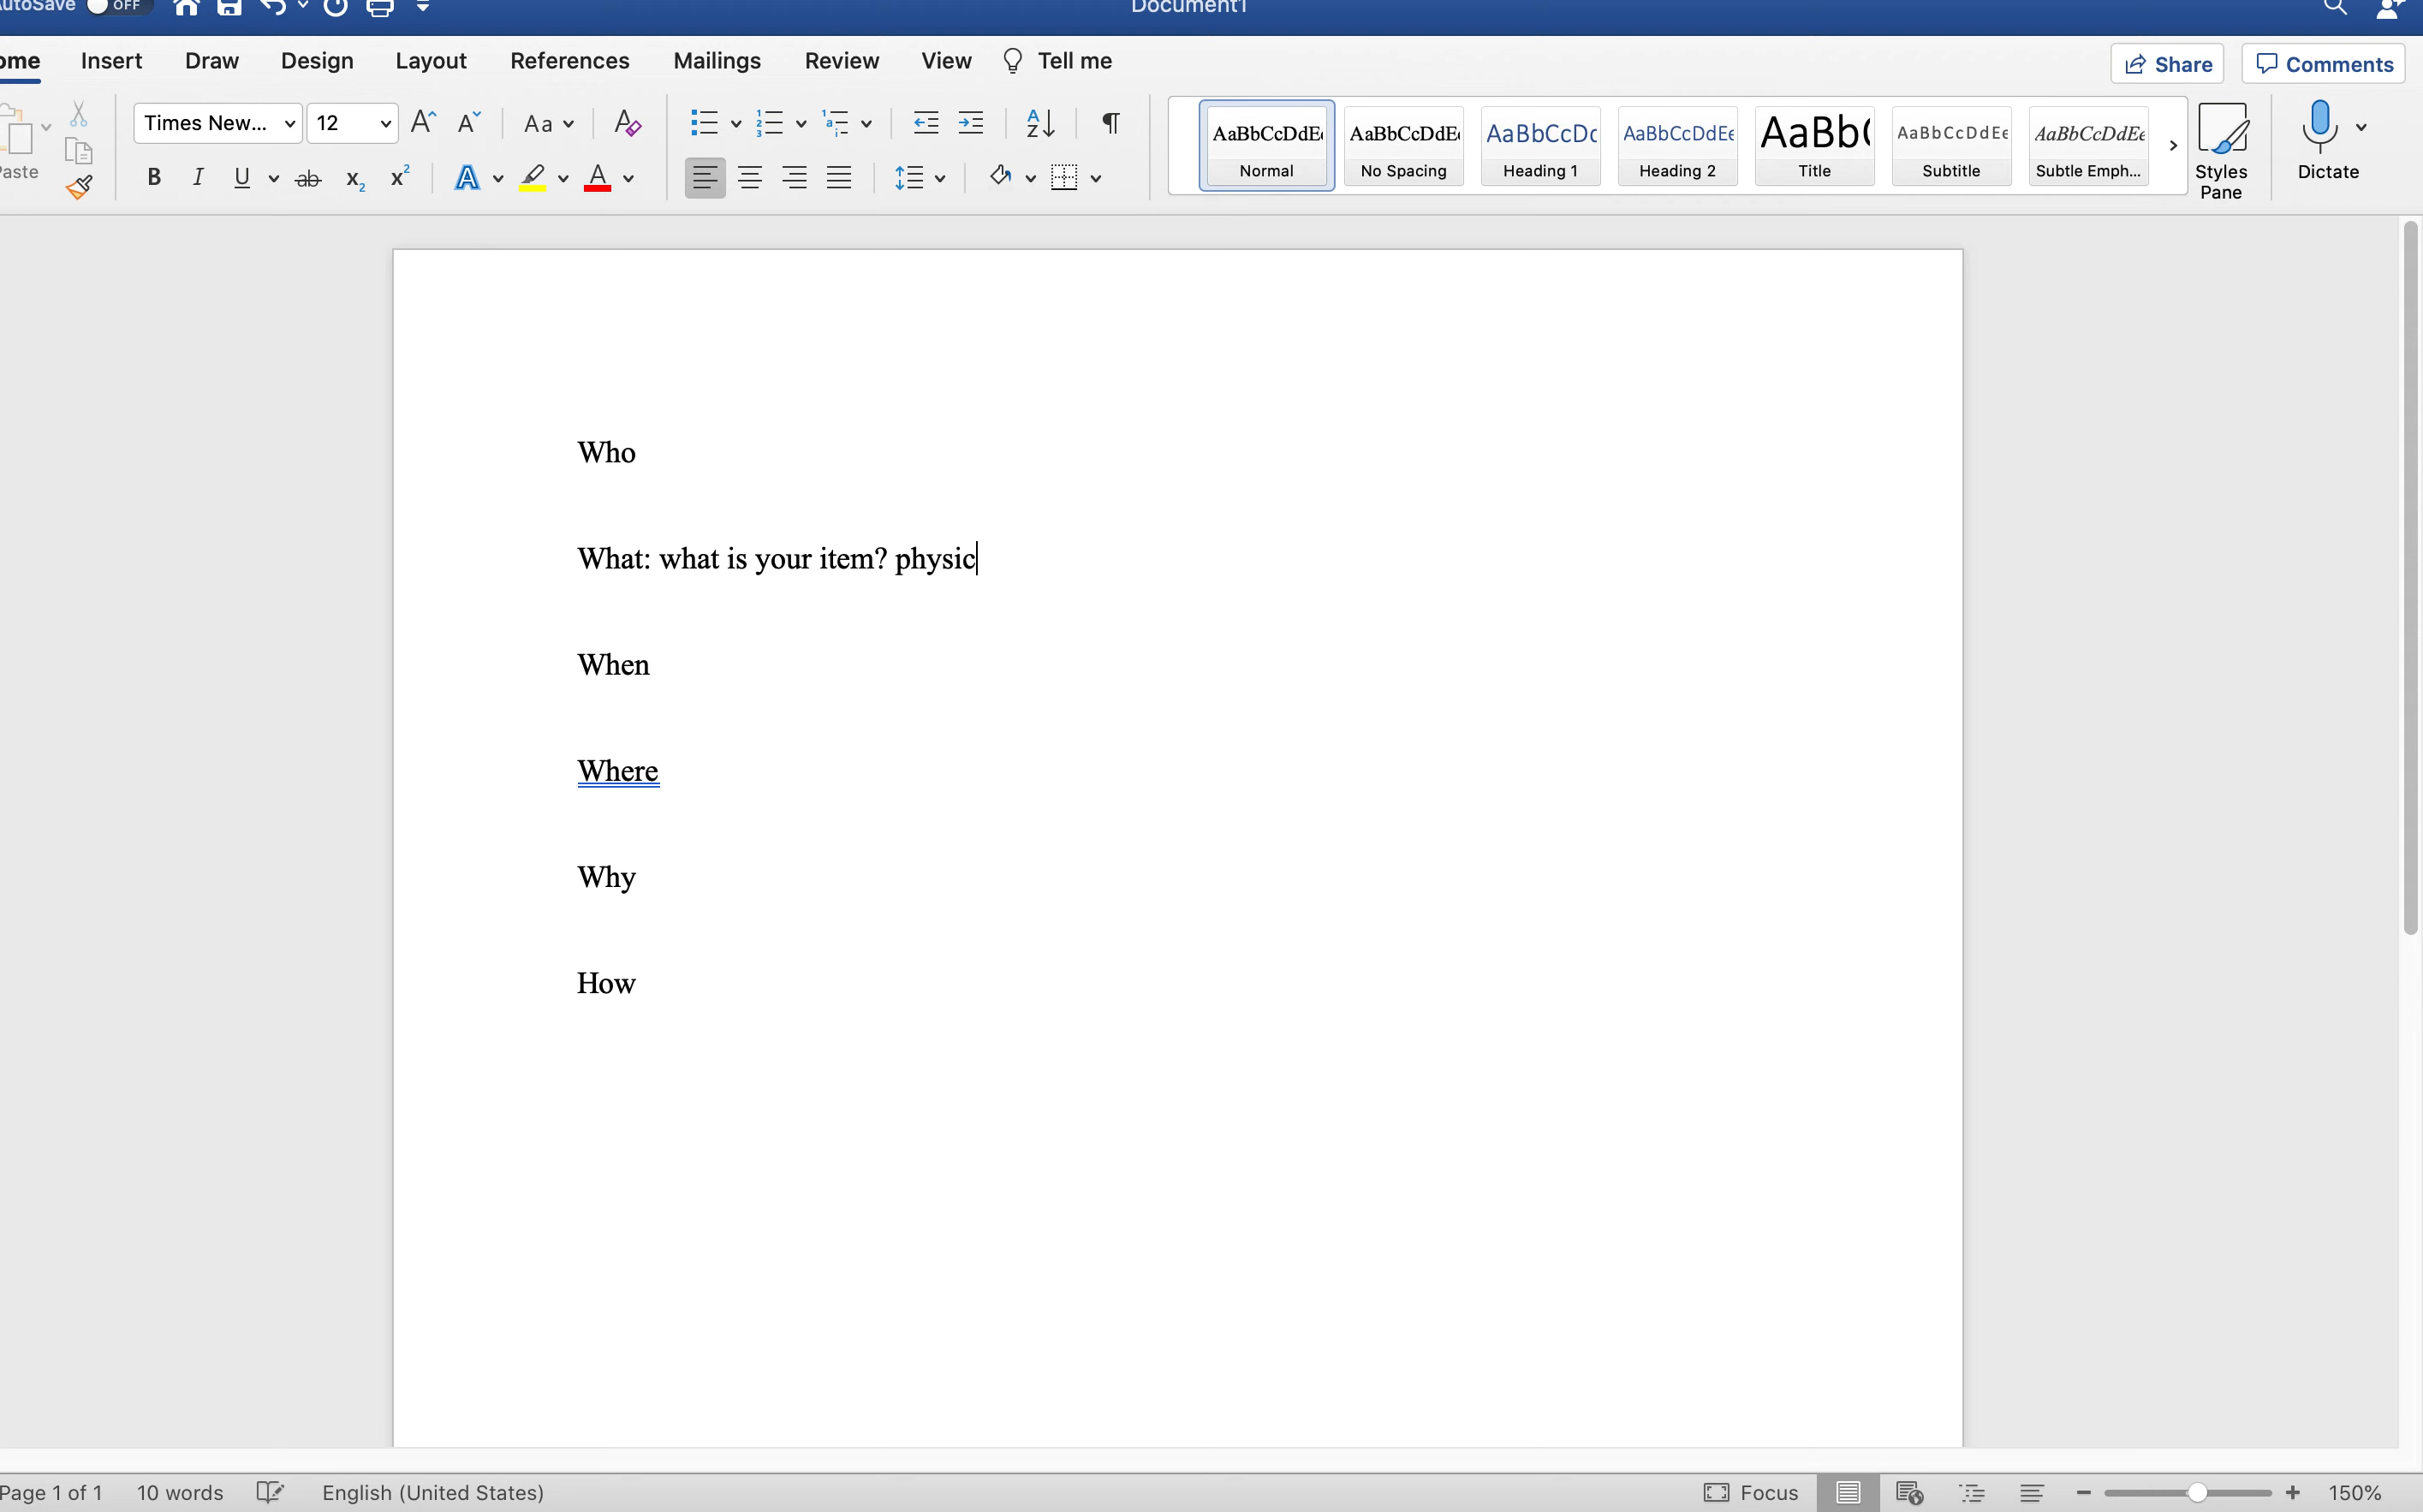 AutoSave OFF Document1
ome Insert Draw Design Layout References Mailings Review View Tell me Share Comments
Times New... 12 Aa AaBbCcDdEe AaBbCcDdEe AaBbCcDc AaBbCcDdEe AaBb( AaBbCcDdEe AaBbCcDdEe
Paste Normal No Spacing Heading 1 Heading 2 Title Subtitle Subtle Emph... Styles Pane Dictate
Who
What: what is your item? physic
When
Where
Why
How
Page 1 of 1 10 words English (United States) Focus 150%